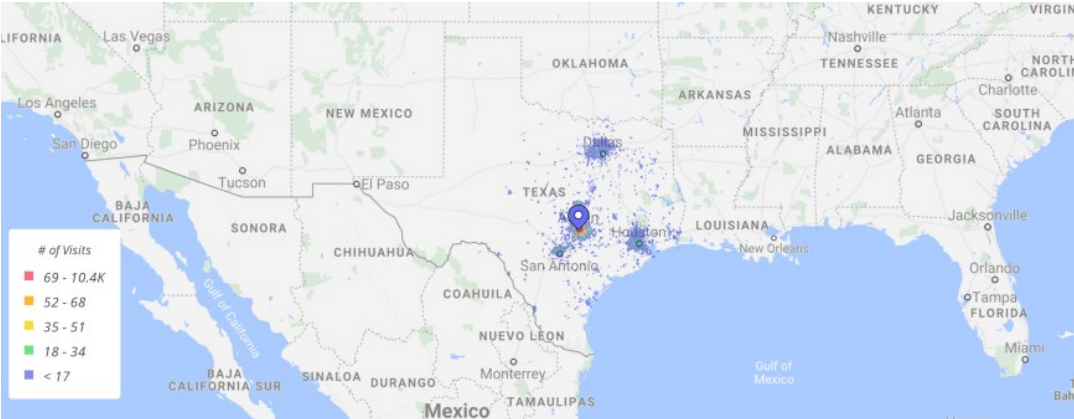 KENTUCKY
VIRGIN
LIFORNIA
Las Vegas
Nashville
OKLAHOMA
TENNESSEE
NORTH
CAROLIN
Los Angeles
ARIZONA
NEW MEXICO
ARKANSAS
Charlotte
Atlanta
SOUTH
CAROLINA
San Diego
Phoenix
Dallas
MISSISSIPPI
ALABAMA
GEORGIA
Tucson
El Paso
TEXAS
BAJA
CALIFORNIA
SONORA
Houston
LOUISIANA
Jacksonville
CHIHUAHUA
New Orleans
San Antonio
# of Visits
69 - 10.4K
52 - 68
35 - 51
18 - 34
< 17
Gulf of California
COAHUILA
Orlando
Tampa
FLORIDA
NUEVO LEON
Monterrey
Miami
Gulf of
Mexico
BAJA
CALIFORNIA SUR
SINALOA
DURANGO
TAMAULIPAS
Mexico
Bah